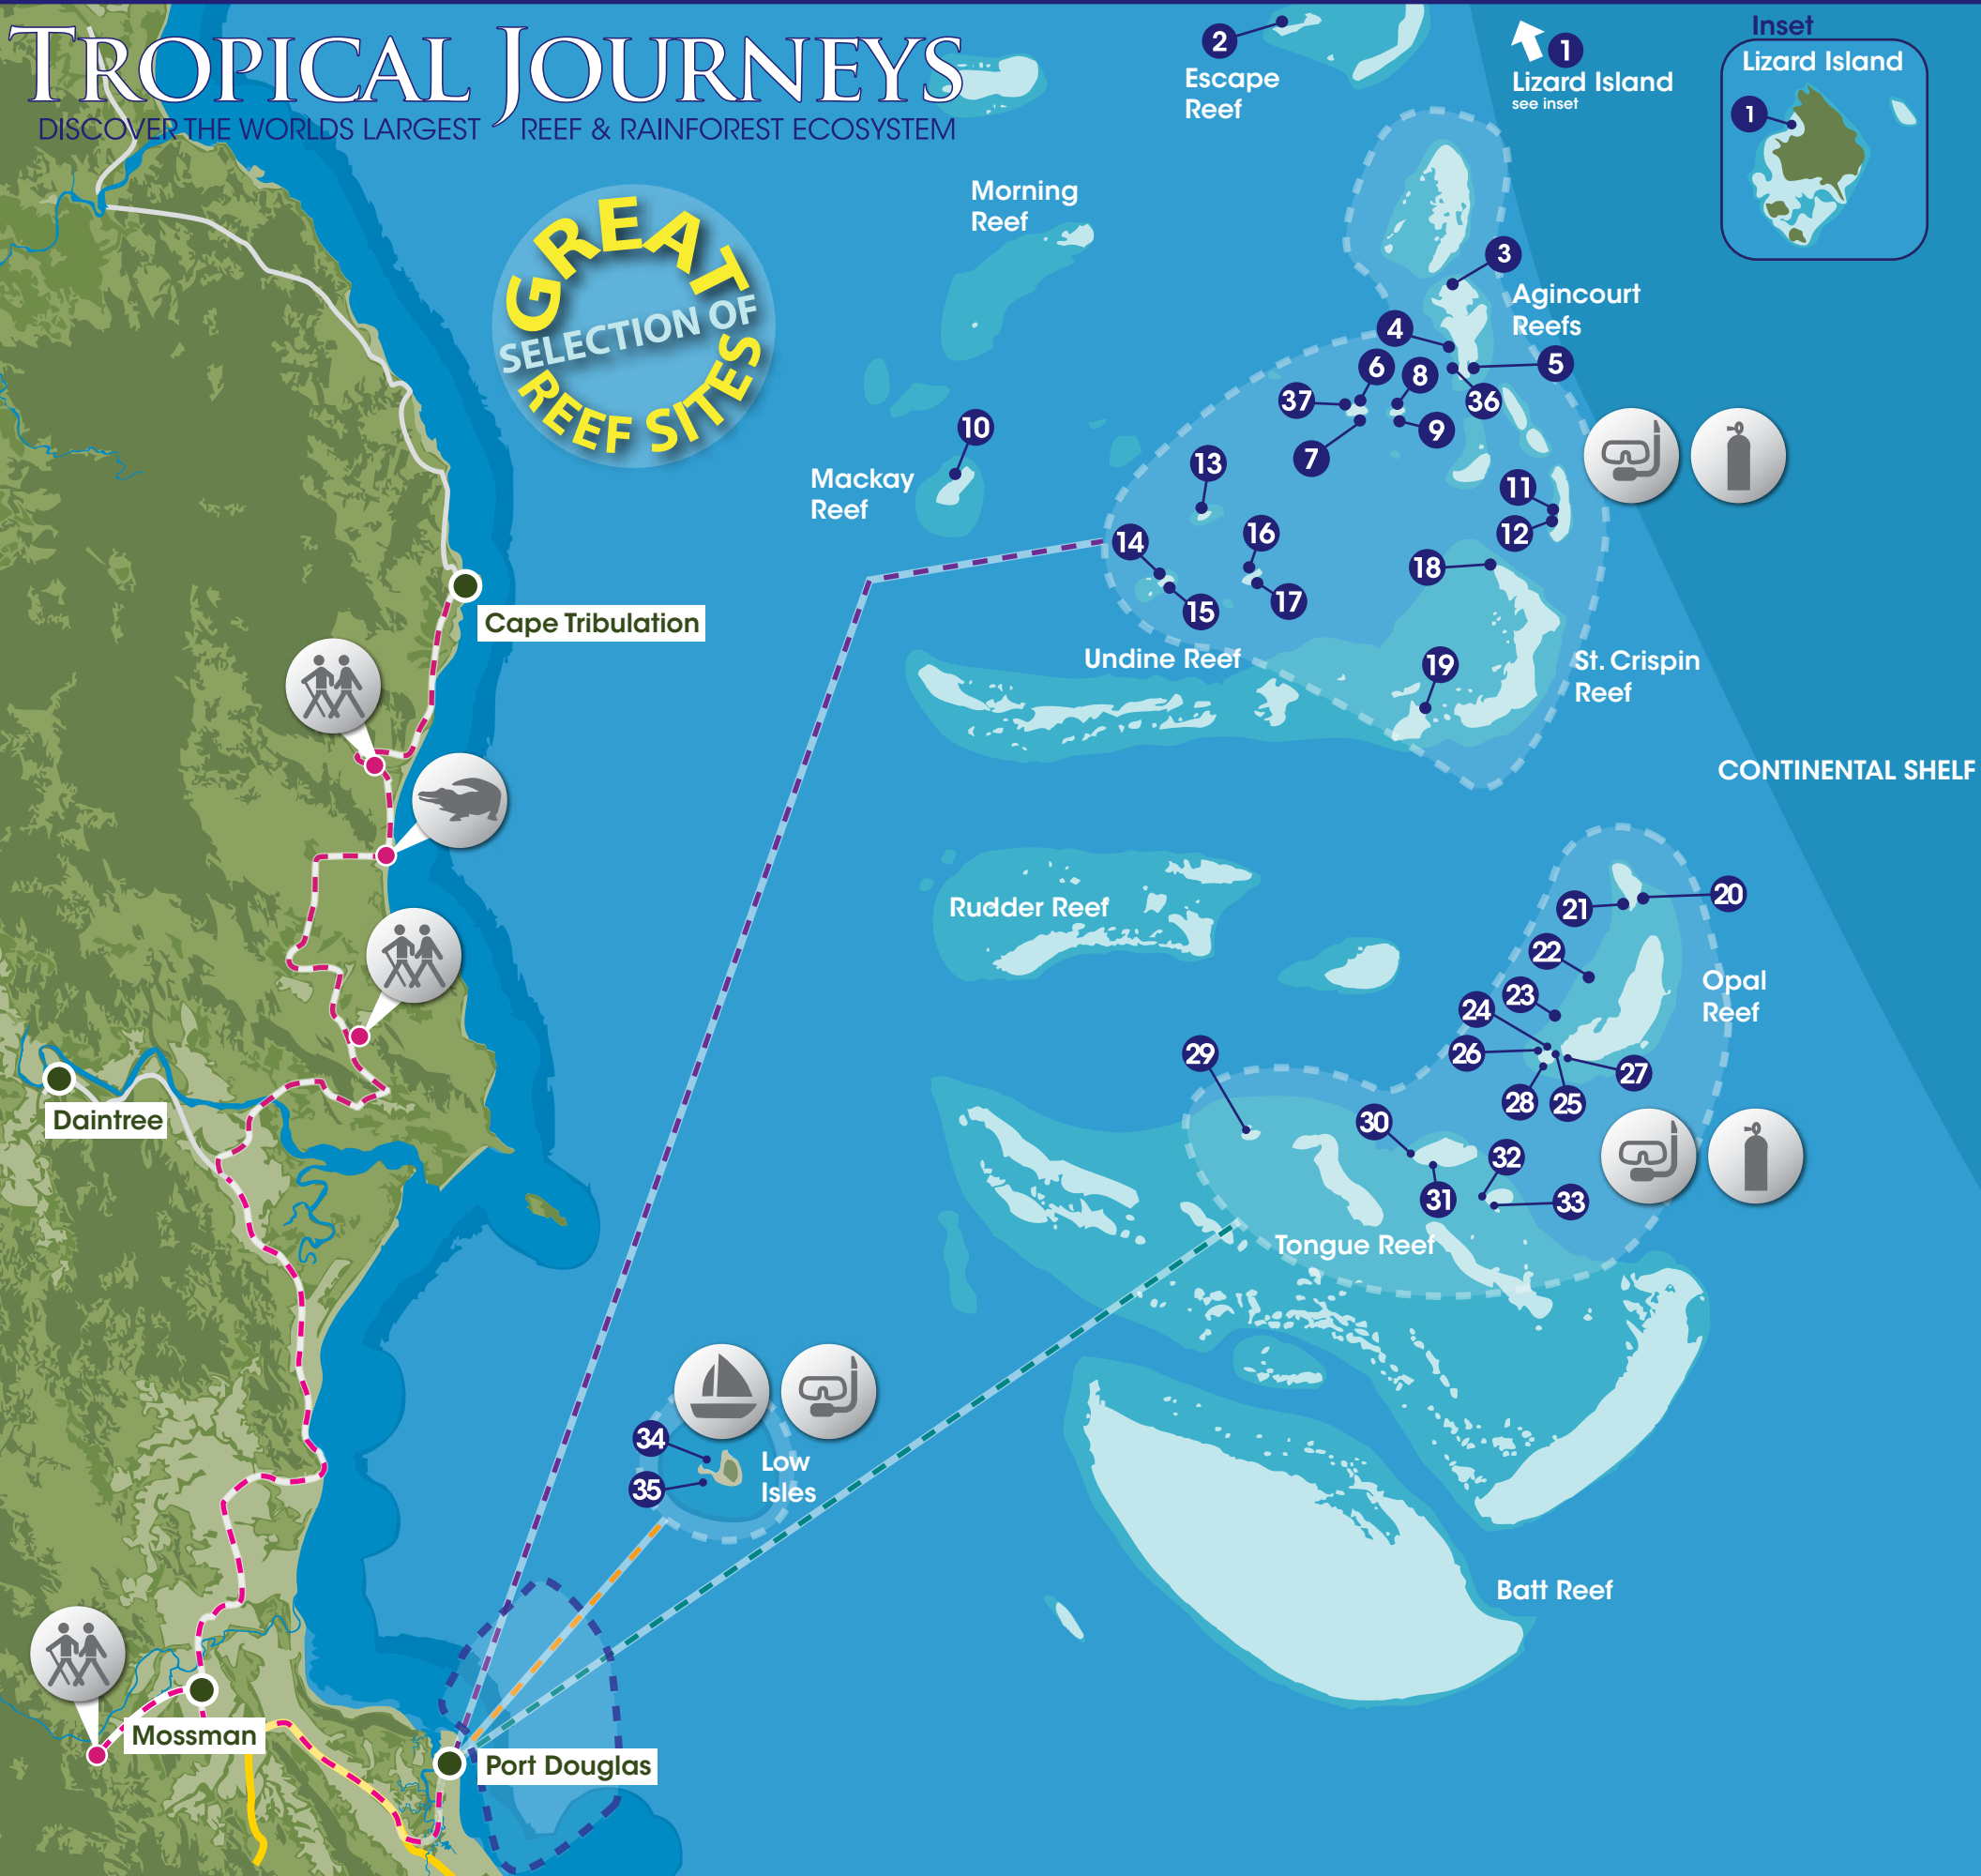 TROPICAL JOURNEYS
DISCOVER THE WORLDS LARGEST REEF & RAINFOREST ECOSYSTEM
GREAT
SELECTION OF
REEF SITES
2
Escape
Reef
1
Lizard Island
see inset
Inset
Lizard Island
1
Morning
Reef
3
Agincourt
Reefs
4
5
6
8
37
36
9
7
10
Mackay
Reef
13
11
12
14
16
18
15
17
Undine Reef
19
St. Crispin
Reef
CONTINENTAL SHELF
Cape Tribulation
Rudder Reef
20
21
22
Opal
Reef
23
24
26
27
28
25
29
30
32
31
33
Tongue Reef
Daintree
34
35
Low
Isles
Batt Reef
Mossman
Port Douglas